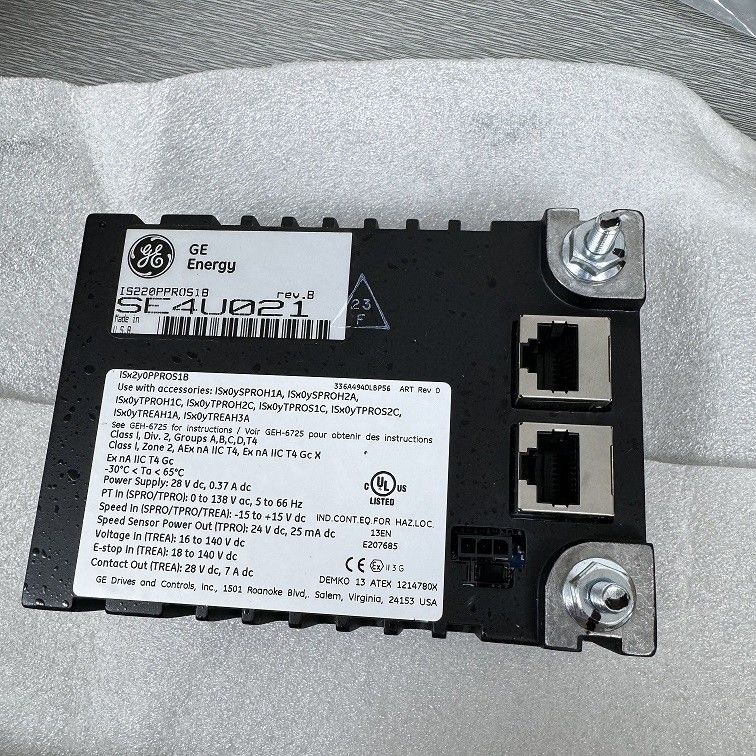 GE
GE
Energy
IS220PPROS1B rev.B
SE4U021
Made in
U.S.A
23
F
ISx2y0PPROS1B 336A4940LBP56 ART Rev D
Use with accessories: ISx0ySPROH1A, ISx0ySPROH2A,
ISx0yTPROH1C, ISx0yTPROH2C, ISx0yTPROS1C, ISx0yTPROS2C,
ISx0yTREAH1A, ISx0yTREAH3A
See GEH-6725 for instructions / Voir GEH-6725 pour obtenir des instructions
Class I, Div. 2, Groups A,B,C,D,T4
Class I, Zone 2, AEx nA IIC T4, Ex nA IIC T4 Gc X
Ex nA IIC T4 Gc
-30°C < Ta < 65°C
Power Supply: 28 V dc, 0.37 A dc
PT In (SPRO/TPRO): 0 to 138 V ac, 5 to 66 Hz
Speed In (SPRO/TPRO): -15 to +15 V dc
Speed Sensor Power Out (TPRO): 24 V dc, 25 mA dc
Voltage In (TREA): 16 to 140 V dc
E-stop In (TREA): 18 to 140 V dc
Contact Out (TREA): 28 V dc, 7 A dc
C UL US
LISTED
IND.CONT.EQ.FOR HAZ.LOC.
13EN
E207685
CE Ex II 3 G
DEMKO 13 ATEX 1214780X
GE Drives and Controls, Inc., 1501 Roanoke Blvd,. Salem, Virginia, 24153 USA